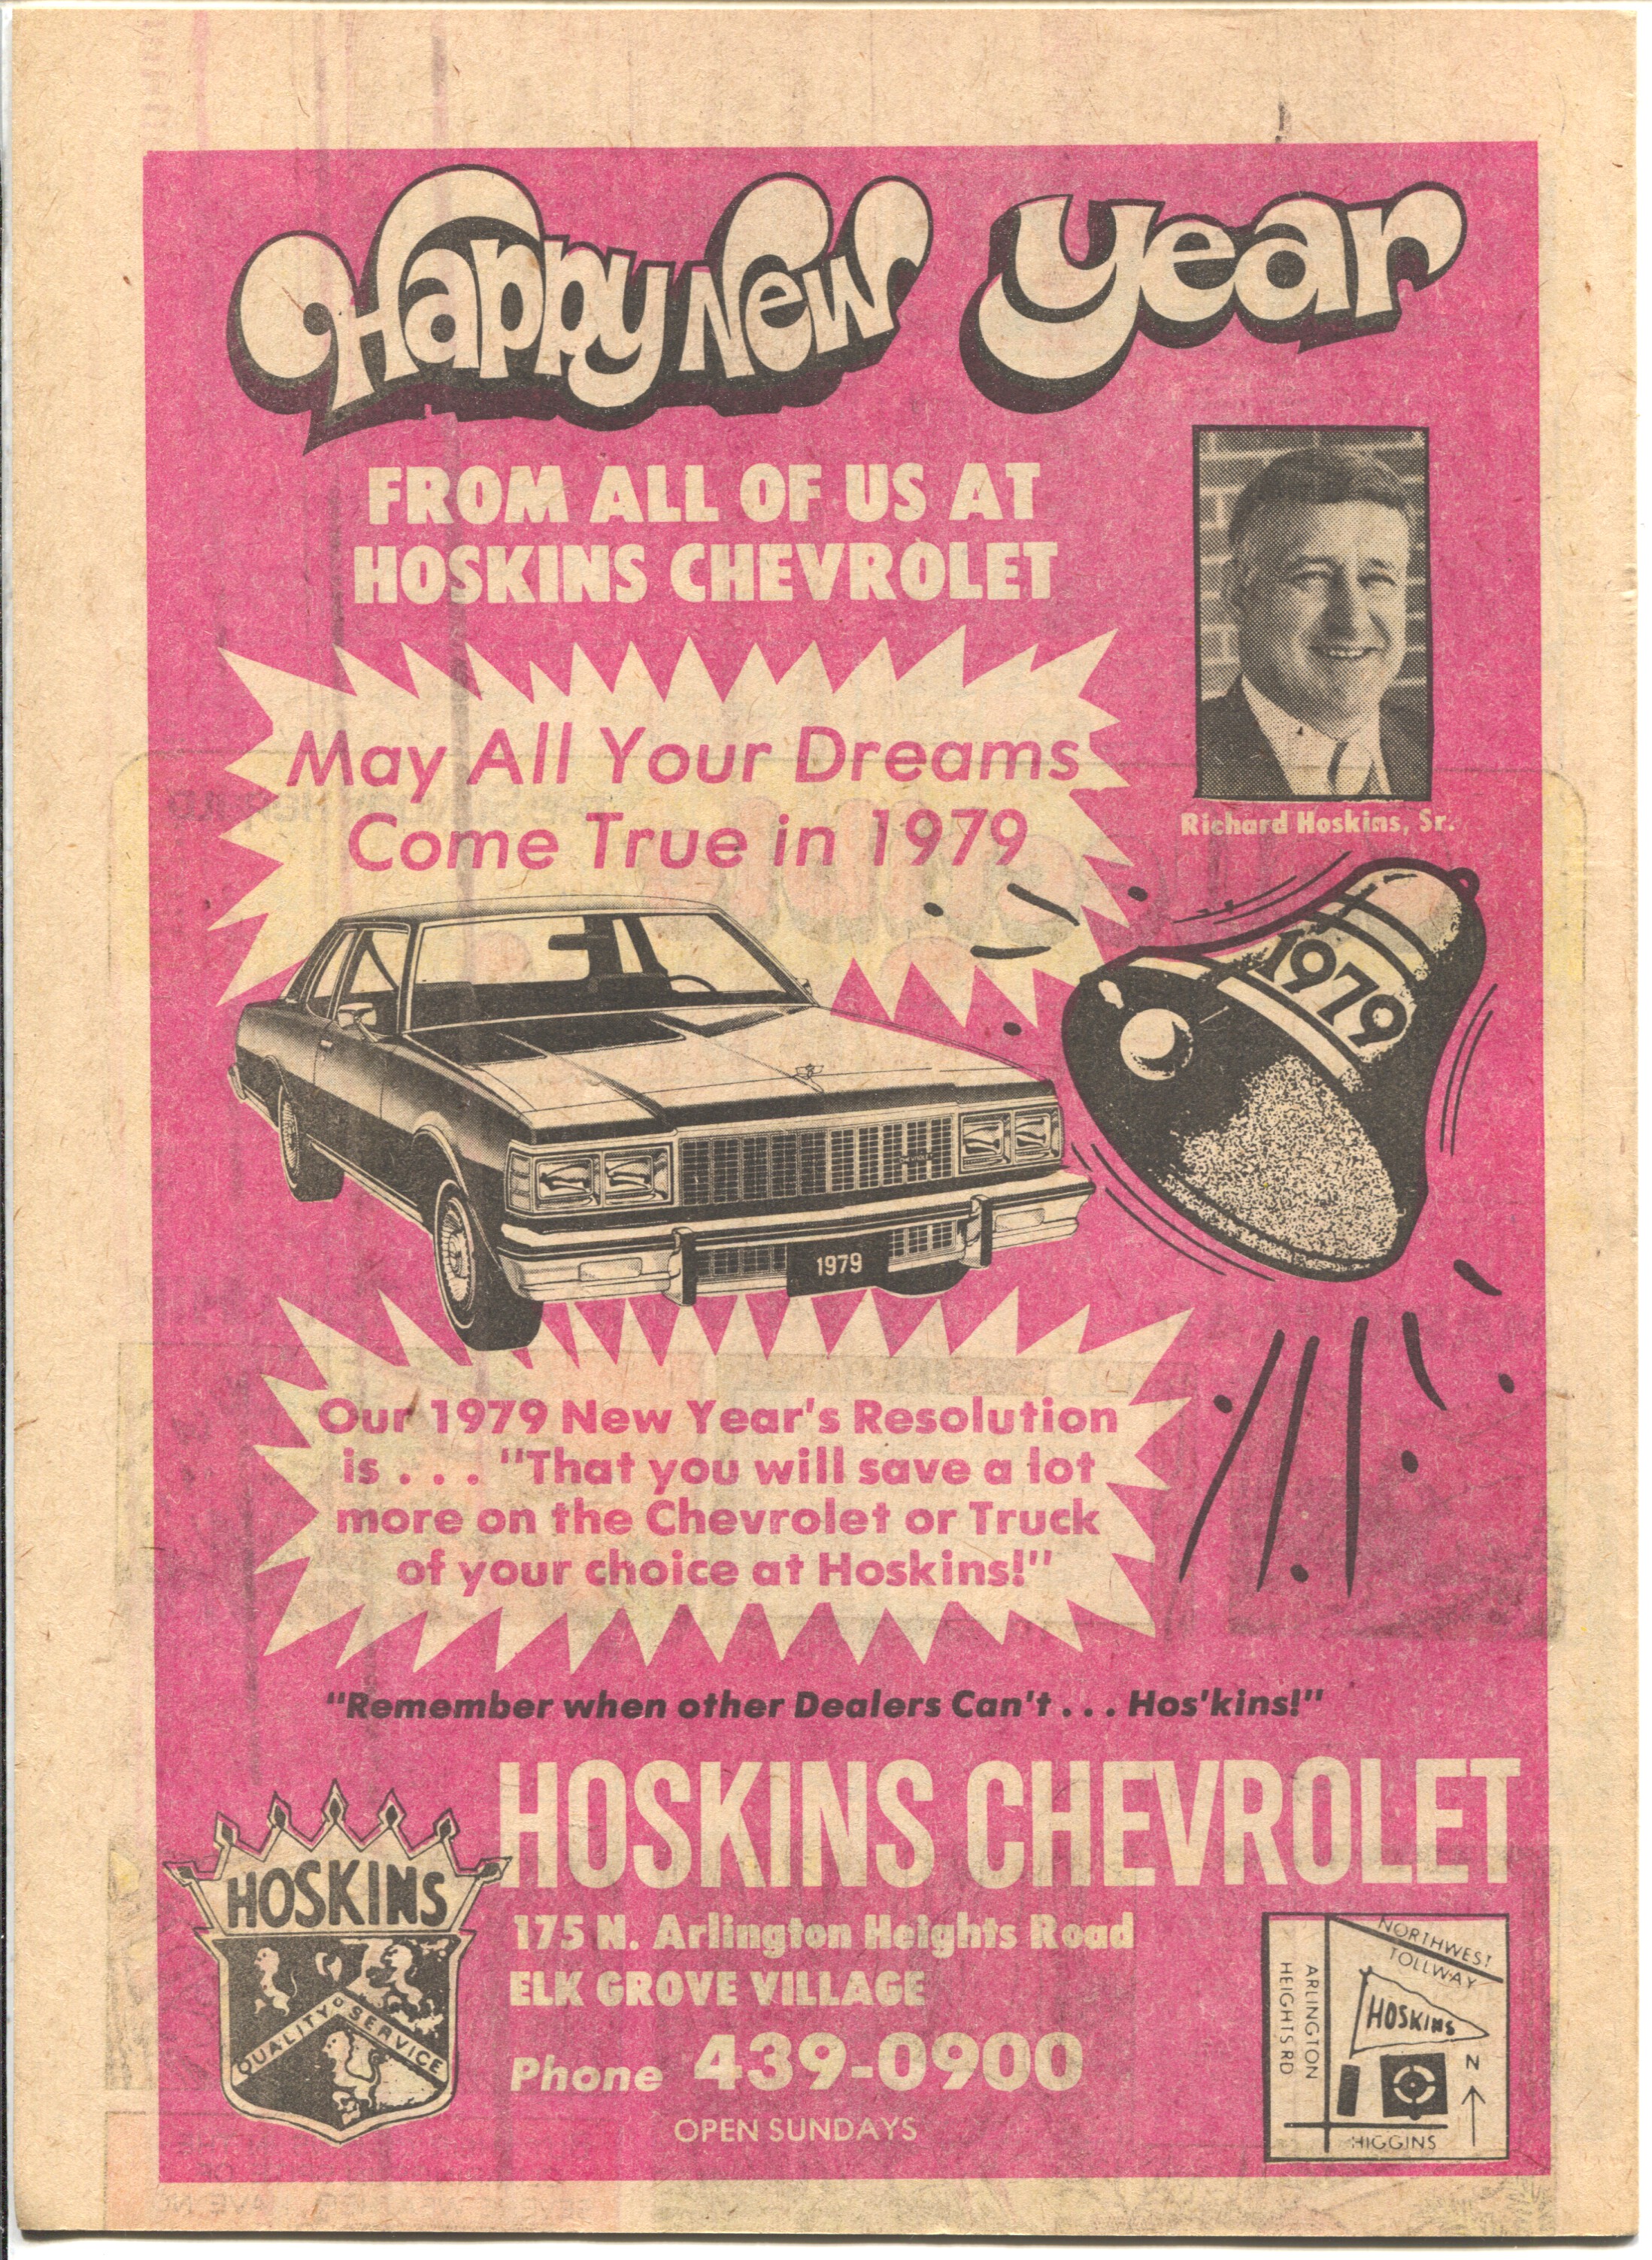 Happy New Year
FROM ALL OF US AT
HOSKINS CHEVROLET
Richard Hoskins, Sr.
May All Your Dreams
Come True in 1979
1979
1979
Our 1979 New Year's Resolution
is . . . "That you will save a lot
more on the Chevrolet or Truck
of your choice at Hoskins!"
"Remember when other Dealers Can't . . . Hos'kins!"
HOSKINS CHEVROLET
HOSKINS
QUALITY & SERVICE
175 N. Arlington Heights Road
ELK GROVE VILLAGE
Phone 439-0900
OPEN SUNDAYS
NORTHWEST
TOLLWAY
ARLINGTON
HEIGHTS RD
HOSKINS
N
HIGGINS